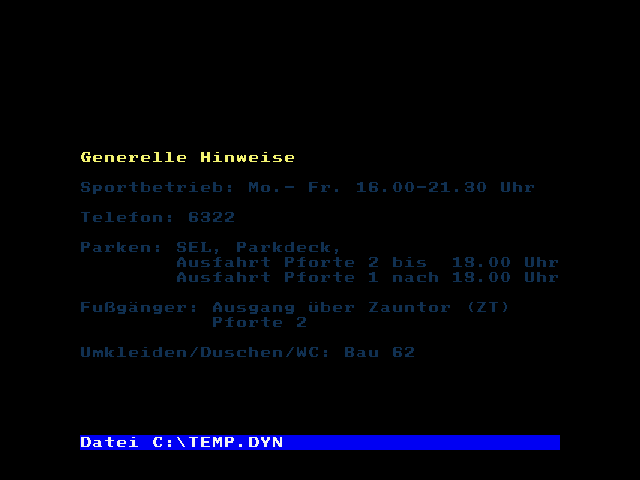 Generelle Hinweise
Sportbetrieb: Mo.- Fr. 16.00-21.30 Uhr
Telefon: 6322
Parken: SEL, Parkdeck,
Ausfahrt Pforte 2 bis  18.00 Uhr
Ausfahrt Pforte 1 nach 18.00 Uhr
Fußgänger: Ausgang über Zauntor (ZT)
Pforte 2
Umkleiden/Duschen/WC: Bau 62
Datei C:\TEMP.DYN